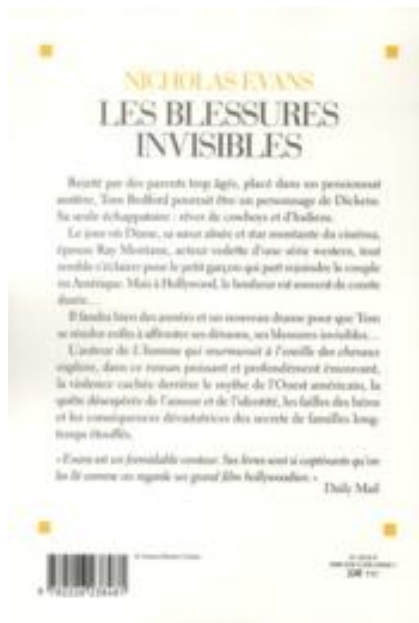 NICHOLAS EVANS
LES BLESSURES
INVISIBLES
Rejeté par des parents trop âgés, placé dans un pensionnat
austère, Tom Bedford pourrait être un personnage de Dickens.
Sa seule échappatoire : rêver de cowboys et d'Indiens.
Le jour où Diane, sa sœur aînée et star montante du cinéma,
épouse Ray Montane, acteur vedette d'une série western, tout
semble s'éclairer pour le petit garçon qui part rejoindre le couple
en Amérique. Mais à Hollywood, le bonheur est souvent de courte
durée…
Il faudra bien des années et un nouveau drame pour que Tom
se résolve enfin à affronter ses démons, ses blessures invisibles…
L'auteur de L'homme qui murmurait à l'oreille des chevaux
explore, dans ce roman puissant et profondément émouvant,
la violence cachée derrière le mythe de l'Ouest américain, la
quête désespérée de l'amour et de l'identité, les failles des héros
et les conséquences dévastatrices des secrets de familles long-
temps étouffés.
« Evans est un formidable conteur. Ses livres sont si captivants qu'on
les lit comme on regarde un grand film hollywoodien. »
Daily Mail